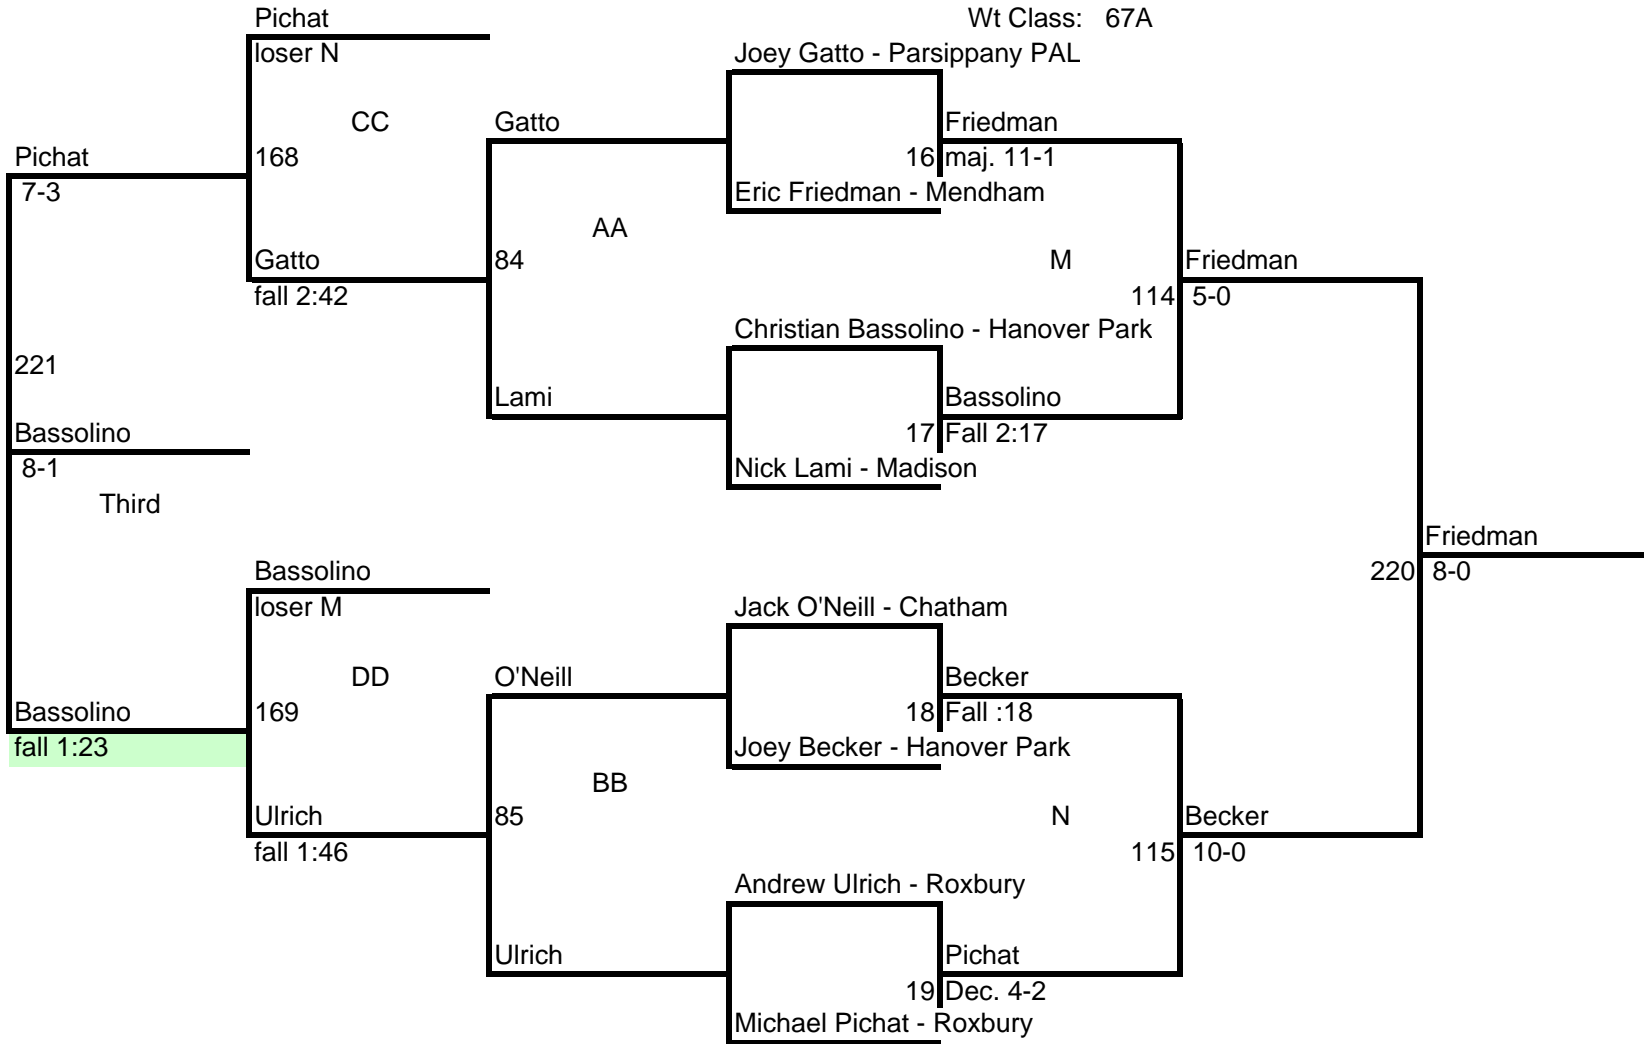 Pichat
Wt Class: 67A
loser N
Joey Gatto - Parsippany PAL
CC
Gatto
Friedman
Pichat
168
16
maj. 11-1
7-3
Eric Friedman - Mendham
AA
Gatto
84
M
Friedman
fall 2:42
114
5-0
Christian Bassolino - Hanover Park
221
Lami
Bassolino
Bassolino
17
Fall 2:17
8-1
Nick Lami - Madison
Third
Friedman
Bassolino
220
8-0
loser M
Jack O'Neill - Chatham
DD
O'Neill
Becker
Bassolino
169
18
Fall :18
fall 1:23
Joey Becker - Hanover Park
BB
Ulrich
85
N
Becker
fall 1:46
115
10-0
Andrew Ulrich - Roxbury
Ulrich
Pichat
19
Dec. 4-2
Michael Pichat - Roxbury